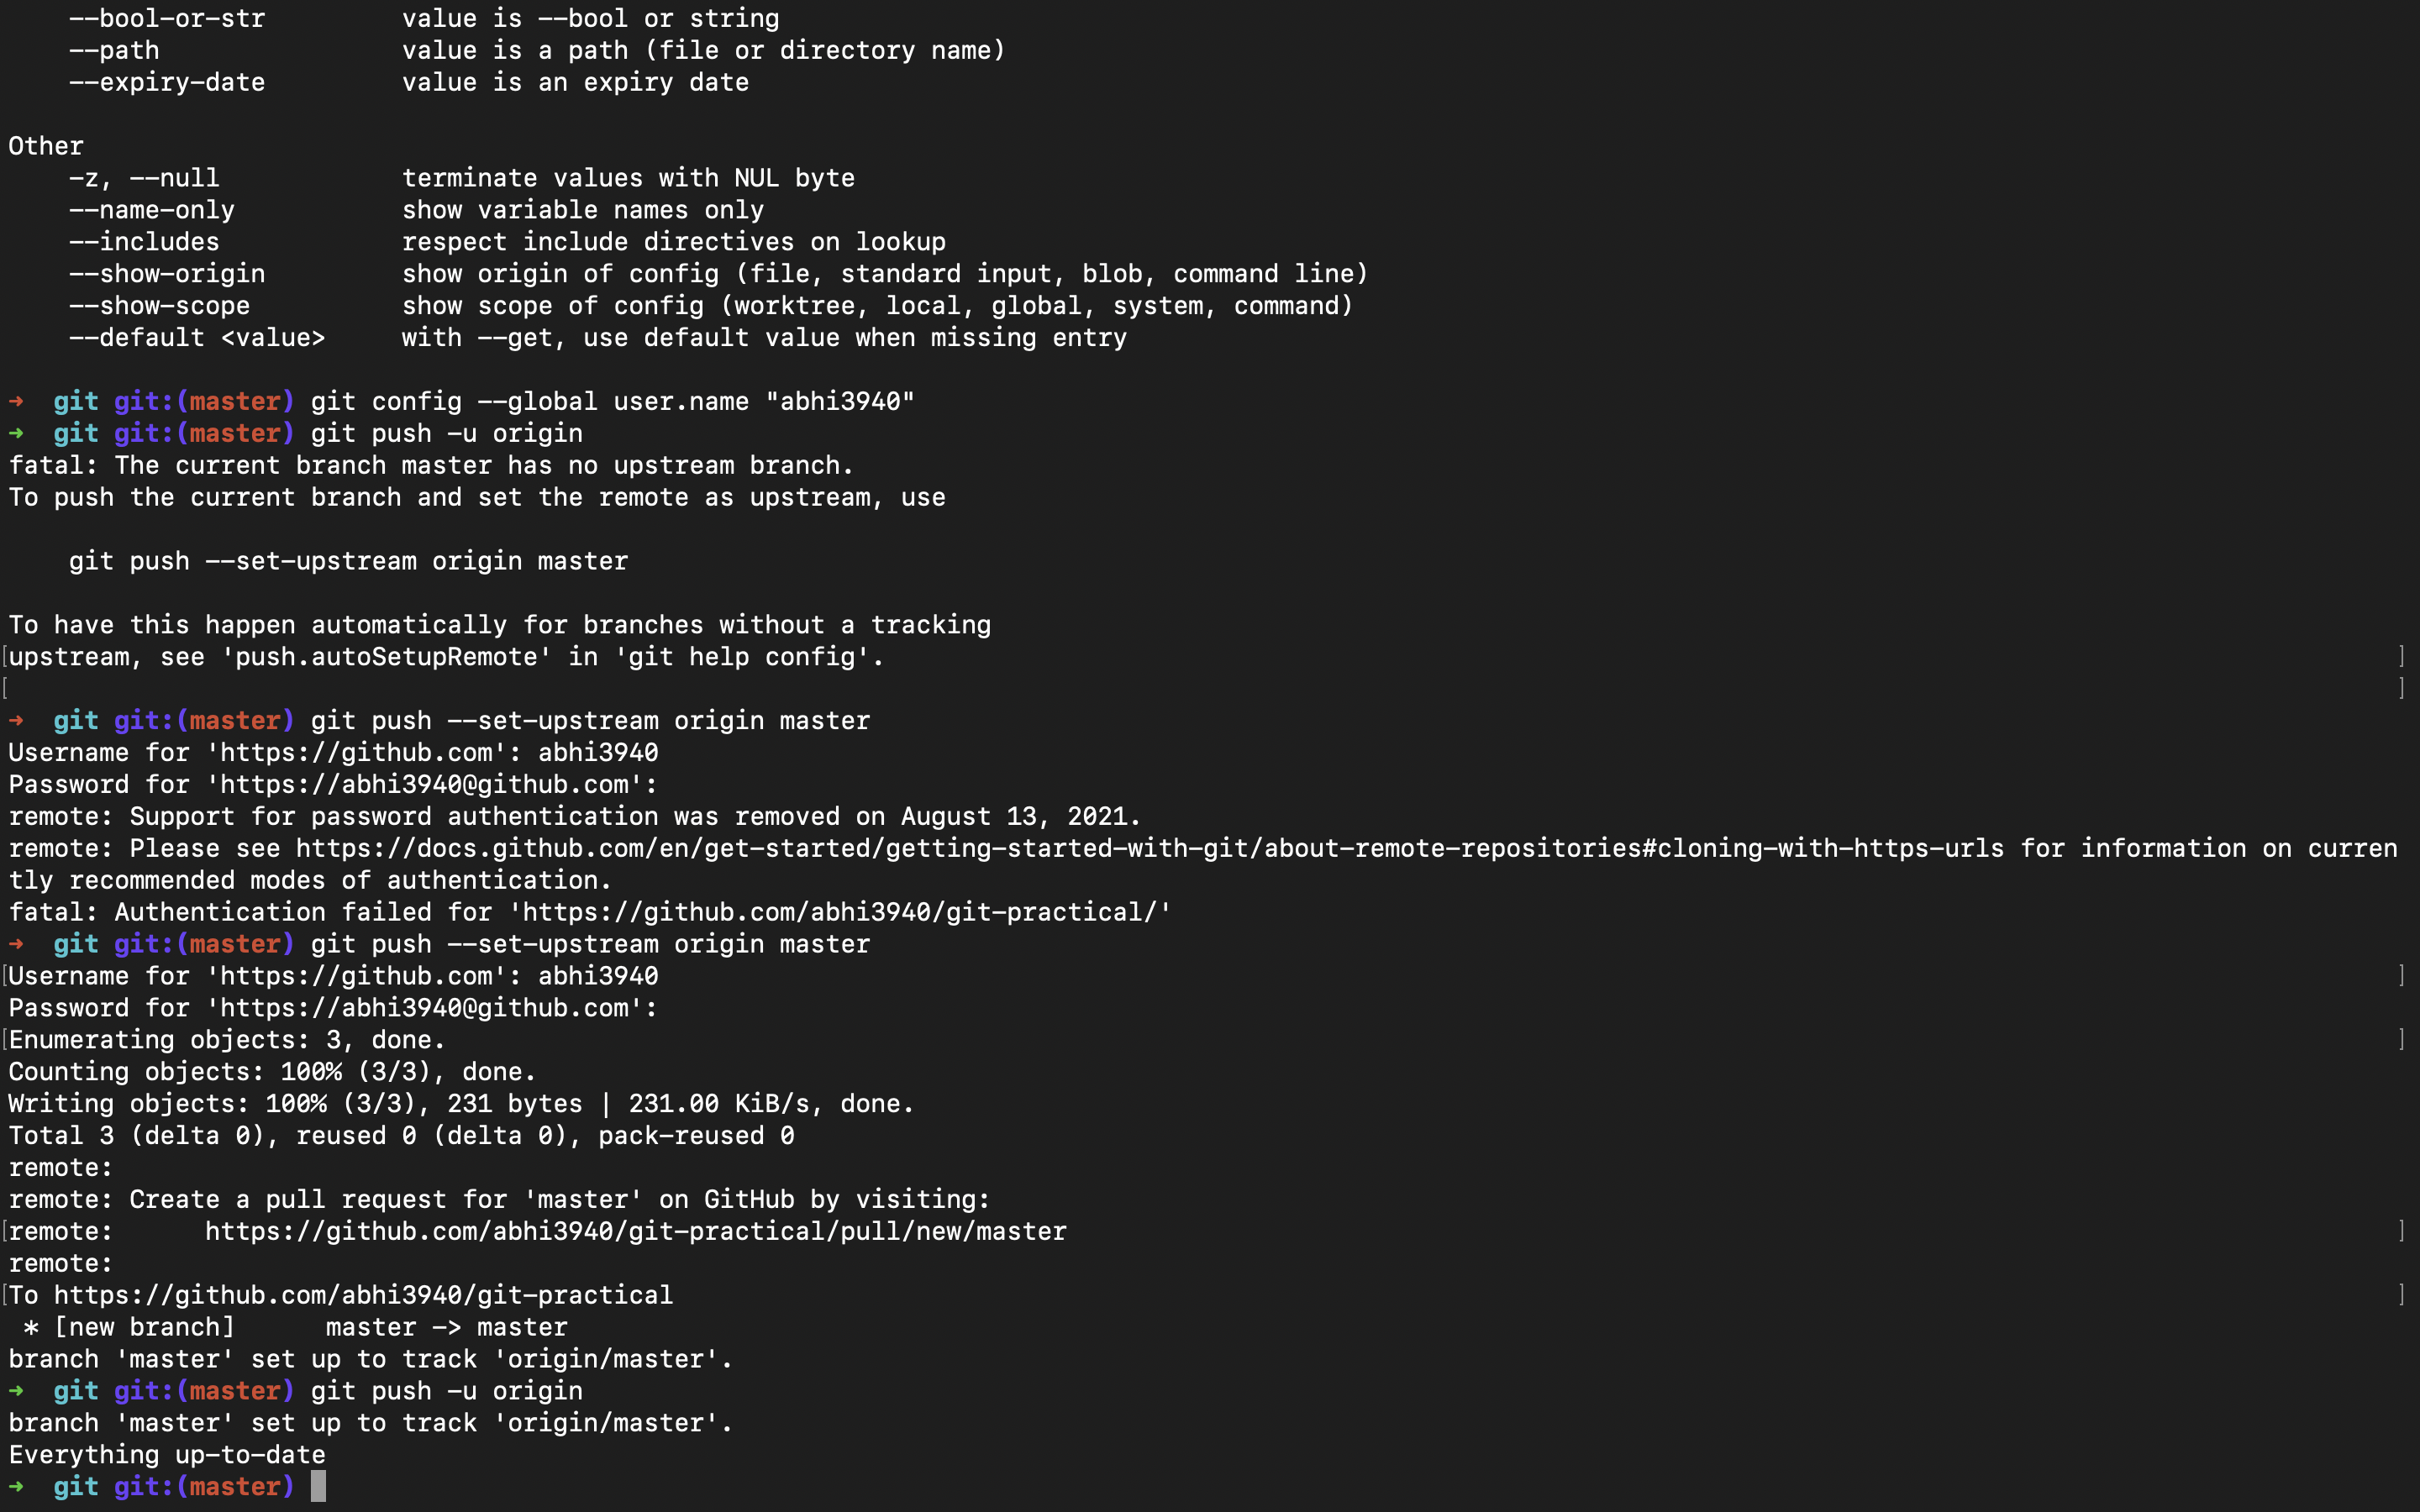 --bool-or-str         value is --bool or string
--path                value is a path (file or directory name)
--expiry-date         value is an expiry date
Other
-z, --null            terminate values with NUL byte
--name-only           show variable names only
--includes            respect include directives on lookup
--show-origin         show origin of config (file, standard input, blob, command line)
--show-scope          show scope of config (worktree, local, global, system, command)
--default <value>     with --get, use default value when missing entry
➜  git git:(master) git config --global user.name "abhi3940"
➜  git git:(master) git push -u origin
fatal: The current branch master has no upstream branch.
To push the current branch and set the remote as upstream, use
git push --set-upstream origin master
To have this happen automatically for branches without a tracking
[upstream, see 'push.autoSetupRemote' in 'git help config'. ]
[ ]
➜  git git:(master) git push --set-upstream origin master
Username for 'https://github.com': abhi3940
Password for 'https://abhi3940@github.com':
remote: Support for password authentication was removed on August 13, 2021.
remote: Please see https://docs.github.com/en/get-started/getting-started-with-git/about-remote-repositories#cloning-with-https-urls for information on curren
tly recommended modes of authentication.
fatal: Authentication failed for 'https://github.com/abhi3940/git-practical/'
➜  git git:(master) git push --set-upstream origin master
[Username for 'https://github.com': abhi3940 ]
Password for 'https://abhi3940@github.com':
[Enumerating objects: 3, done. ]
Counting objects: 100% (3/3), done.
Writing objects: 100% (3/3), 231 bytes | 231.00 KiB/s, done.
Total 3 (delta 0), reused 0 (delta 0), pack-reused 0
remote:
remote: Create a pull request for 'master' on GitHub by visiting:
[remote:      https://github.com/abhi3940/git-practical/pull/new/master ]
remote:
[To https://github.com/abhi3940/git-practical ]
* [new branch]      master -> master
branch 'master' set up to track 'origin/master'.
➜  git git:(master) git push -u origin
branch 'master' set up to track 'origin/master'.
Everything up-to-date
➜  git git:(master)